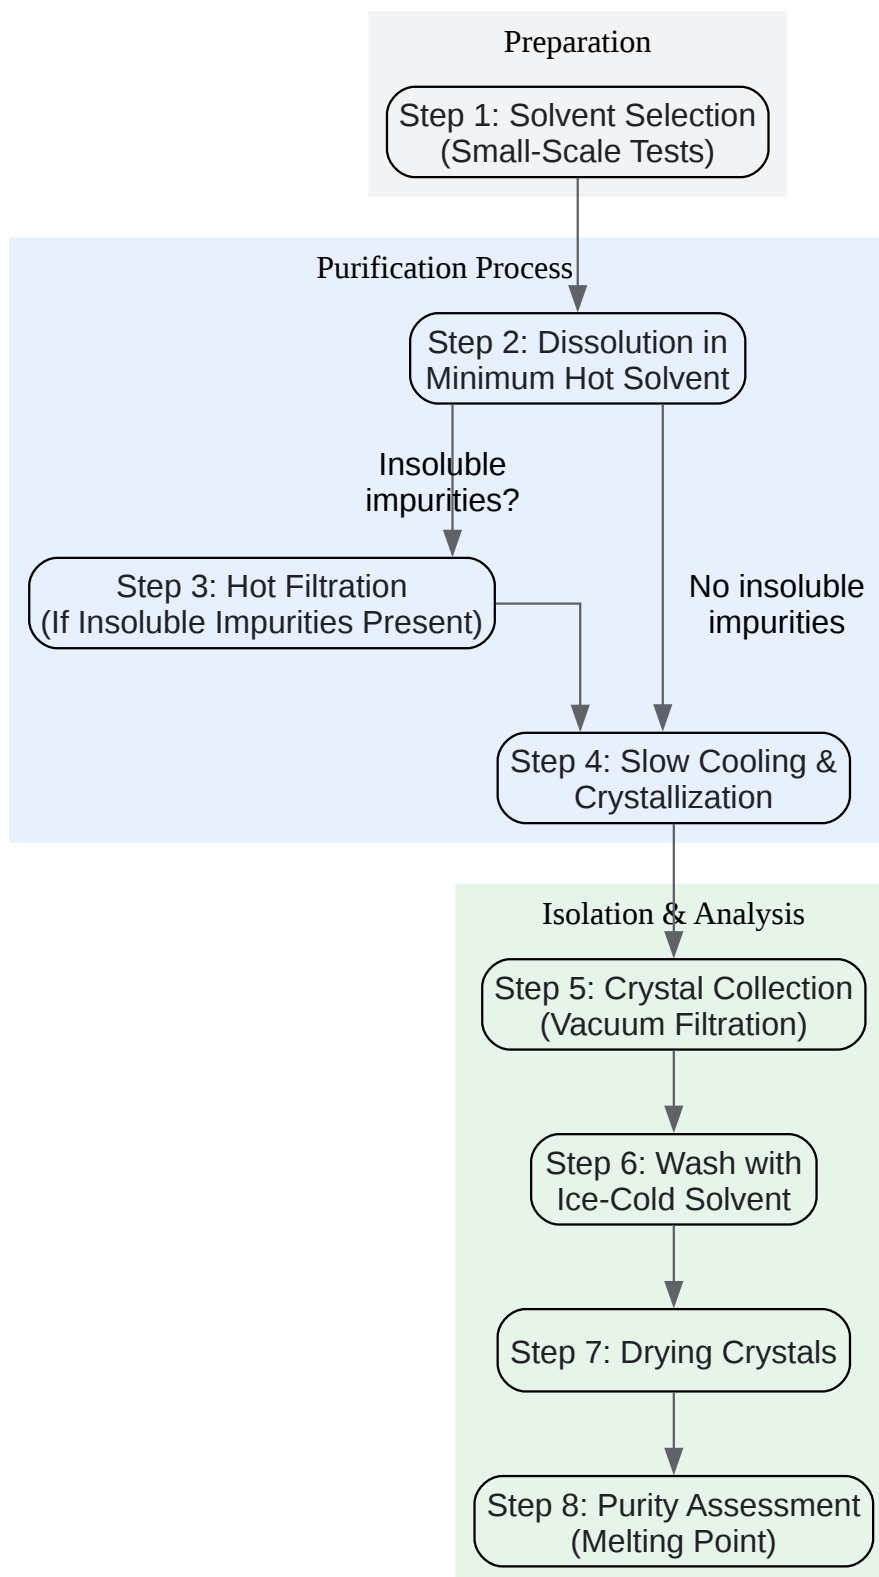 Preparation
Step 1: Solvent Selection
(Small-Scale Tests)
Purification Process
Step 2: Dissolution in
Minimum Hot Solvent
Insoluble
impurities?
Step 3: Hot Filtration
(If Insoluble Impurities Present)
No insoluble
impurities
Step 4: Slow Cooling &
Crystallization
Isolation & Analysis
Step 5: Crystal Collection
(Vacuum Filtration)
Step 6: Wash with
Ice-Cold Solvent
Step 7: Drying Crystals
Step 8: Purity Assessment
(Melting Point)